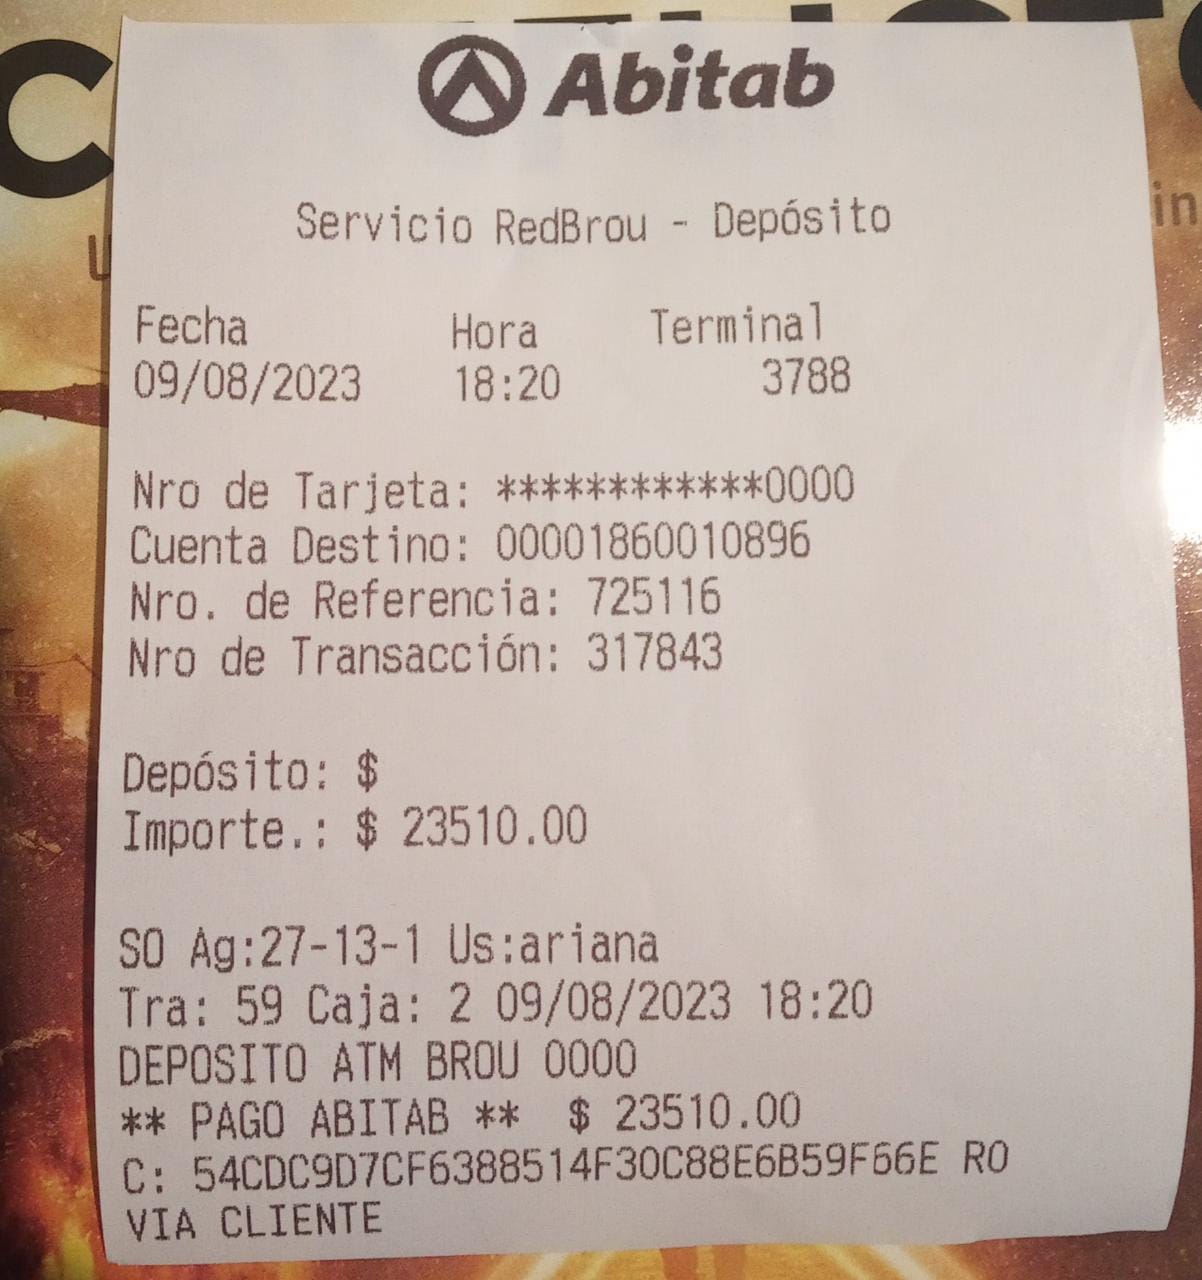 Abitab
Servicio RedBrou - Depósito
Fecha Hora Terminal
09/08/2023 18:20 3788
Nro de Tarjeta: ************0000
Cuenta Destino: 00001860010896
Nro. de Referencia: 725116
Nro de Transacción: 317843
Depósito: $
Importe.: $ 23510.00
SO Ag:27-13-1 Us:ariana
Tra: 59 Caja: 2 09/08/2023 18:20
DEPOSITO ATM BROU 0000
** PAGO ABITAB ** $ 23510.00
C: 54CDC9D7CF6388514F30C88E6B59F66E RO
VIA CLIENTE